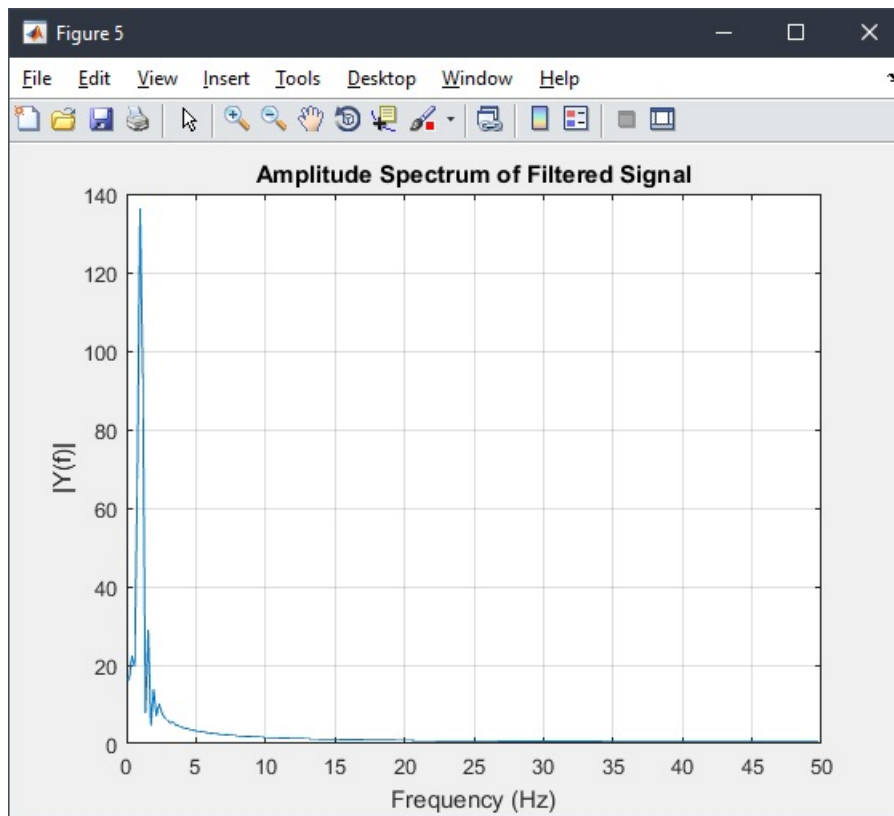 Figure 5
File Edit View Insert Tools Desktop Window Help
Amplitude Spectrum of Filtered Signal
140
120
100
80
60
40
20
0
|Y(f)|
0 5 10 15 20 25 30 35 40 45 50
Frequency (Hz)